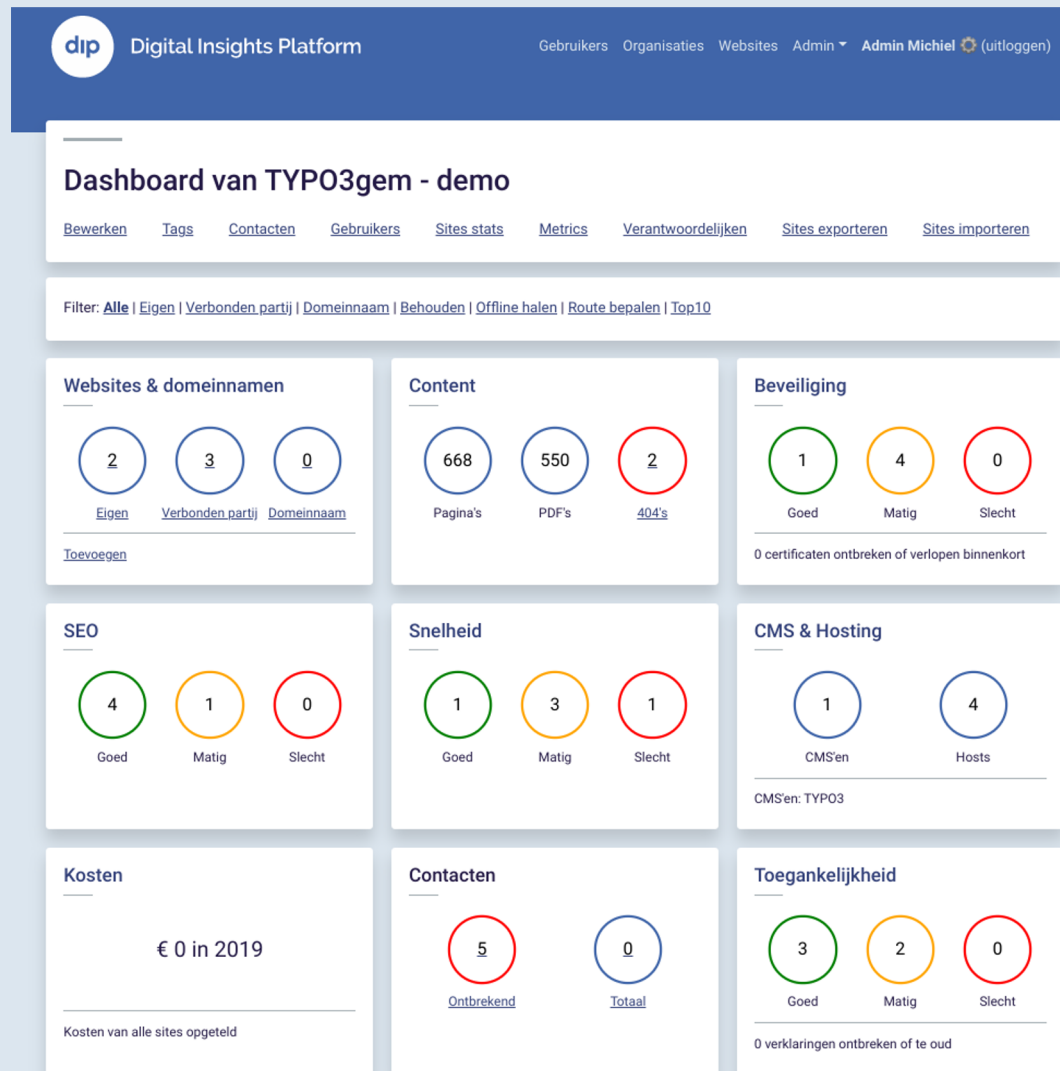 dip Digital Insights Platform
Gebruikers Organisaties Websites Admin Admin Michiel (uitloggen)
Dashboard van TYPO3gem - demo
Bewerken Tags Contacten Gebruikers Sites stats Metrics Verantwoordelijken Sites exporteren Sites importeren
Filter: Alle | Eigen | Verbonden partij | Domeinnaam | Behouden | Offline halen | Route bepalen | Top10
Websites & domeinnamen
2 3 0
Eigen Verbonden partij Domeinnaam
Toevoegen
Content
668 550 2
Pagina's PDF's 404's
Beveiliging
1 4 0
Goed Matig Slecht
0 certificaten ontbreken of verlopen binnenkort
SEO
4 1 0
Goed Matig Slecht
Snelheid
1 3 1
Goed Matig Slecht
CMS & Hosting
1 4
CMS'en Hosts
CMS'en: TYPO3
Kosten
€ 0 in 2019
Kosten van alle sites opgeteld
Contacten
5 0
Ontbrekend Totaal
Toegankelijkheid
3 2 0
Goed Matig Slecht
0 verklaringen ontbreken of te oud